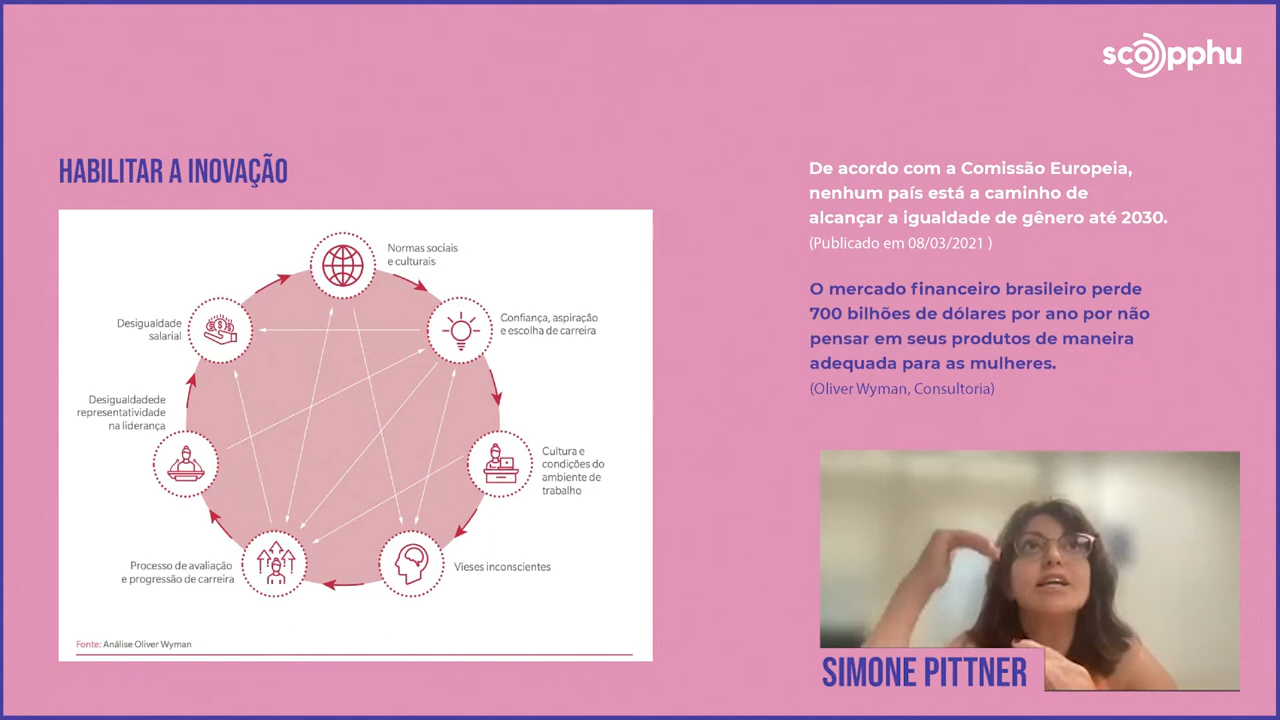 scopphu
HABILITAR A INOVAÇÃO
Normas sociais
e culturais
Confiança, aspiração
e escolha de carreira
Cultura e
condições do
ambiente de
trabalho
Vieses inconscientes
Processo de avaliação
e progressão de carreira
Desigualdadede
representatividade
na liderança
Desigualdade
salarial
Fonte: Análise Oliver Wyman
De acordo com a Comissão Europeia,
nenhum país está a caminho de
alcançar a igualdade de gênero até 2030.
(Publicado em 08/03/2021 )
O mercado financeiro brasileiro perde
700 bilhões de dólares por ano por não
pensar em seus produtos de maneira
adequada para as mulheres.
(Oliver Wyman, Consultoria)
SIMONE PITTNER